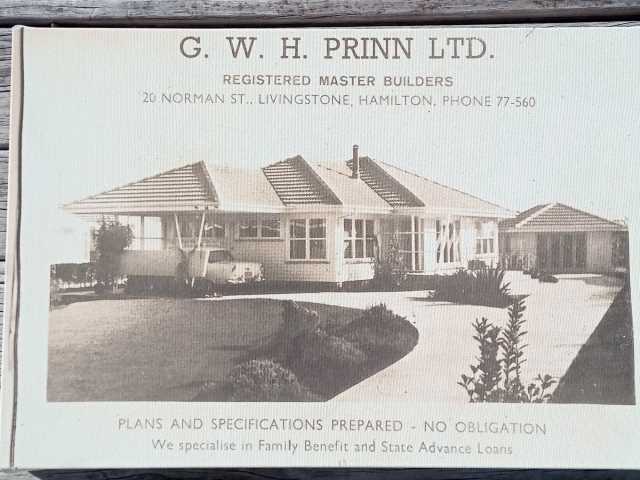 G. W. H. PRINN LTD.
REGISTERED MASTER BUILDERS
20 NORMAN ST., LIVINGSTONE, HAMILTON, PHONE 77-560
PLANS AND SPECIFICATIONS PREPARED - NO OBLIGATION
We specialise in Family Benefit and State Advance Loans